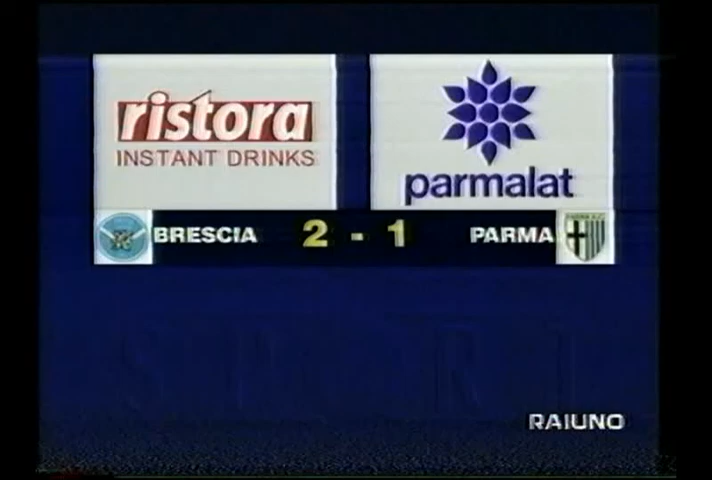 ristora
INSTANT DRINKS
parmalat
BRESCIA 2 - 1 PARMA
RAIUNO